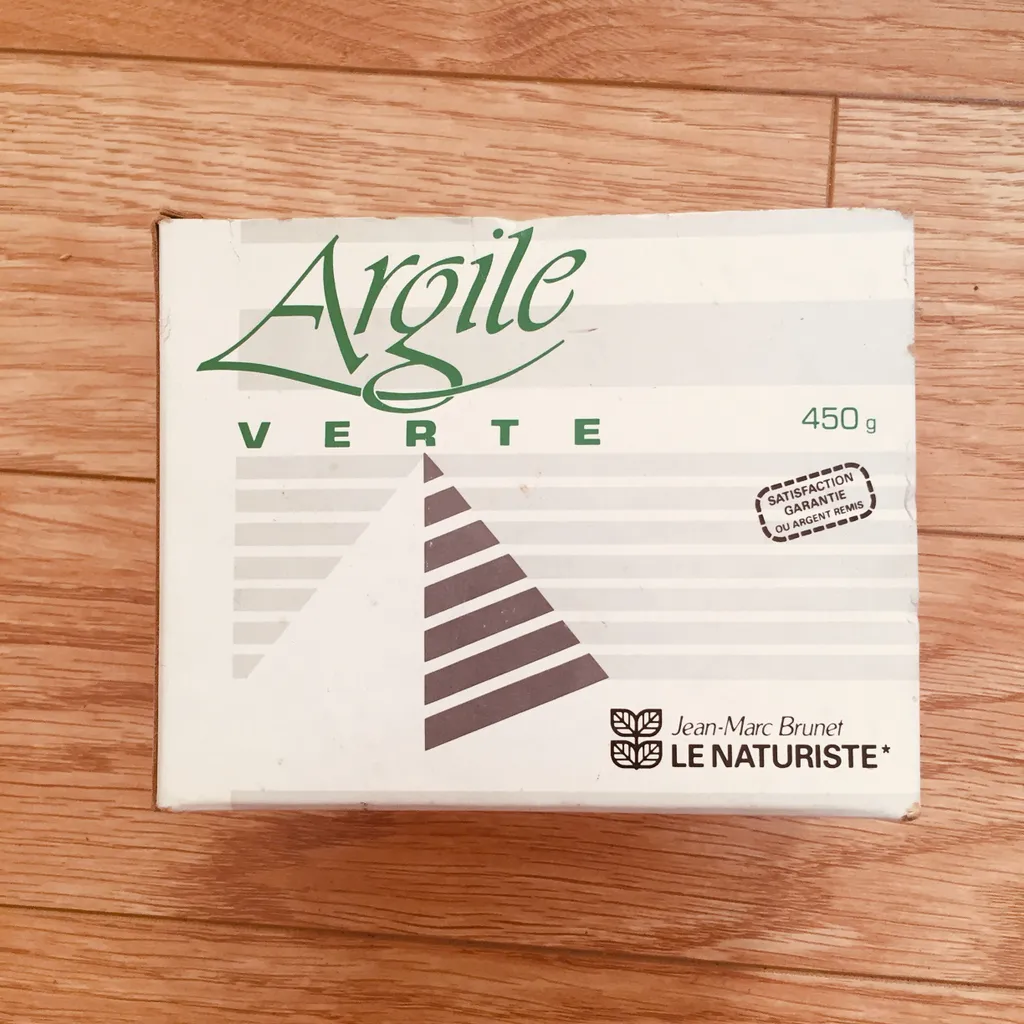 Argile
VERTE
450 g
SATISFACTION
GARANTIE
OU ARGENT REMIS
Jean-Marc Brunet
LE NATURISTE*